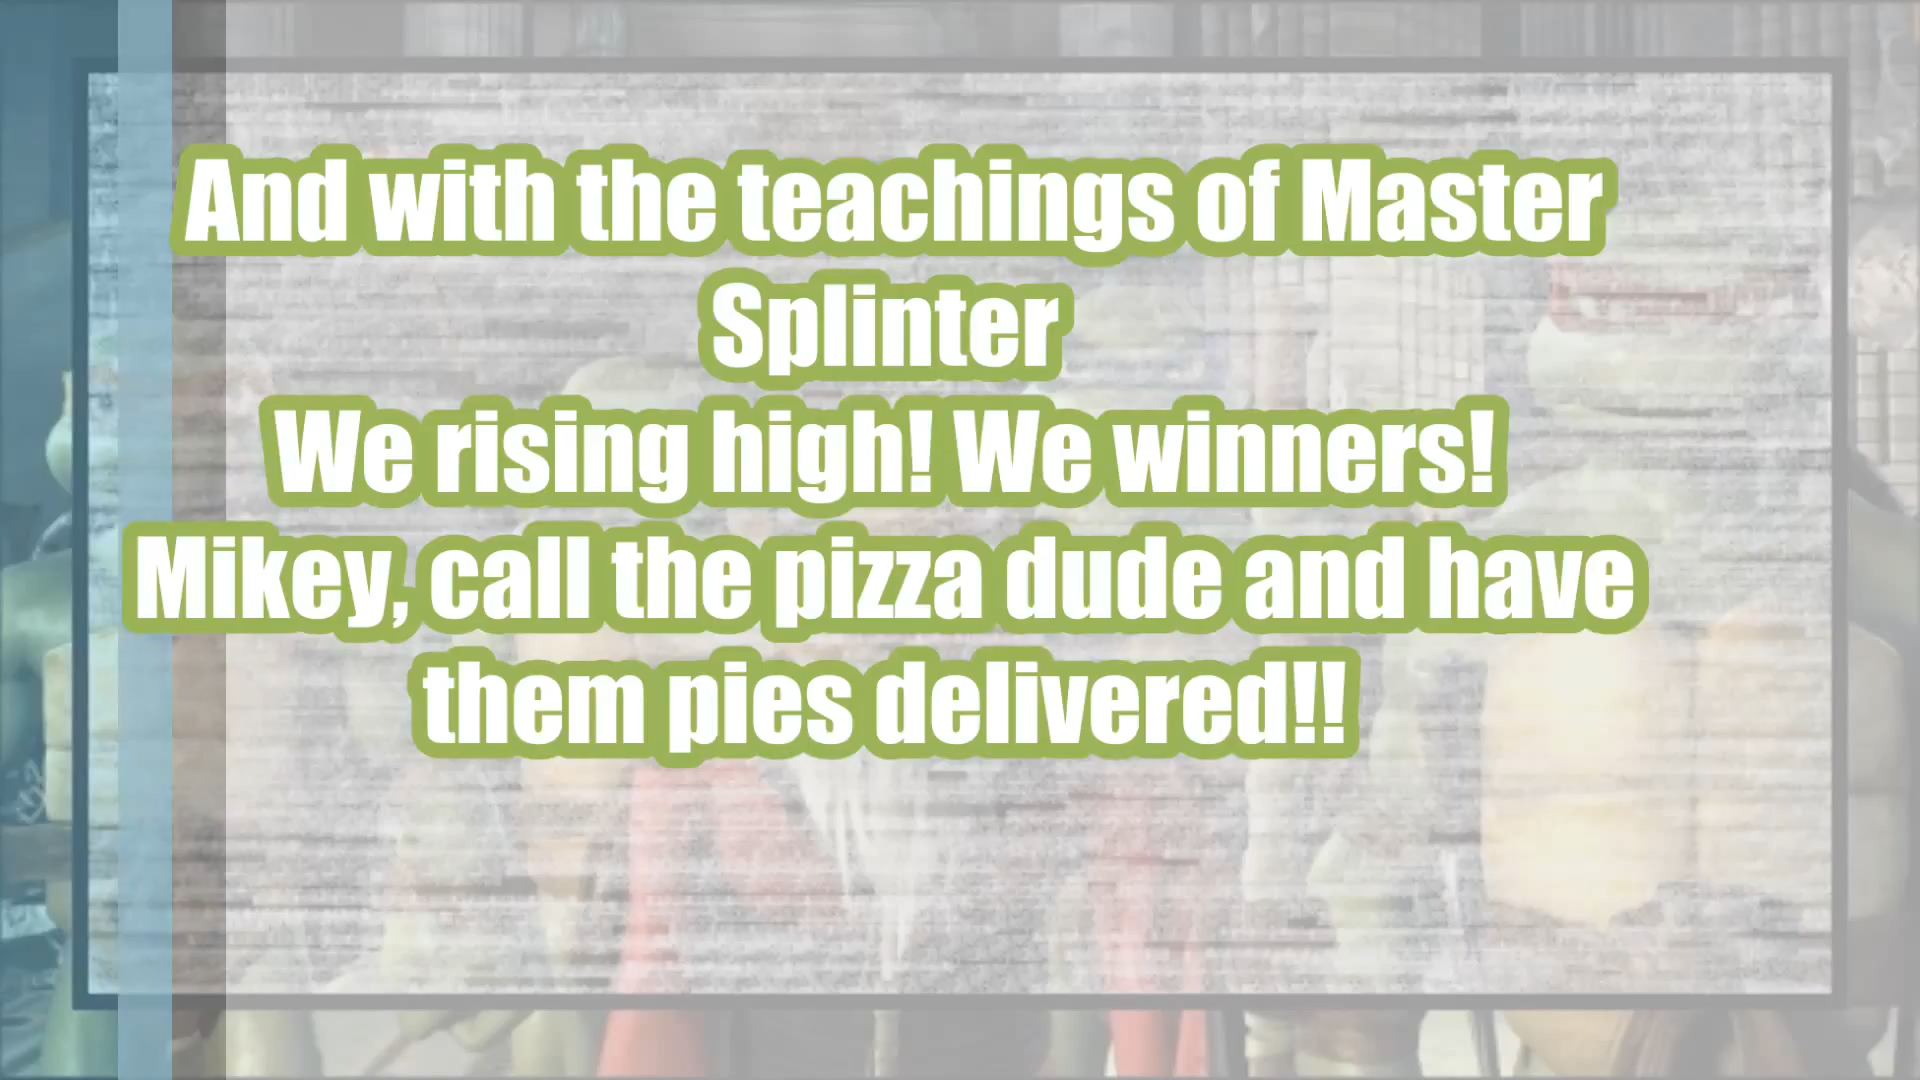 And with the teachings of Master
Splinter
We rising high! We winners!
Mikey, call the pizza dude and have
them pies delivered!!